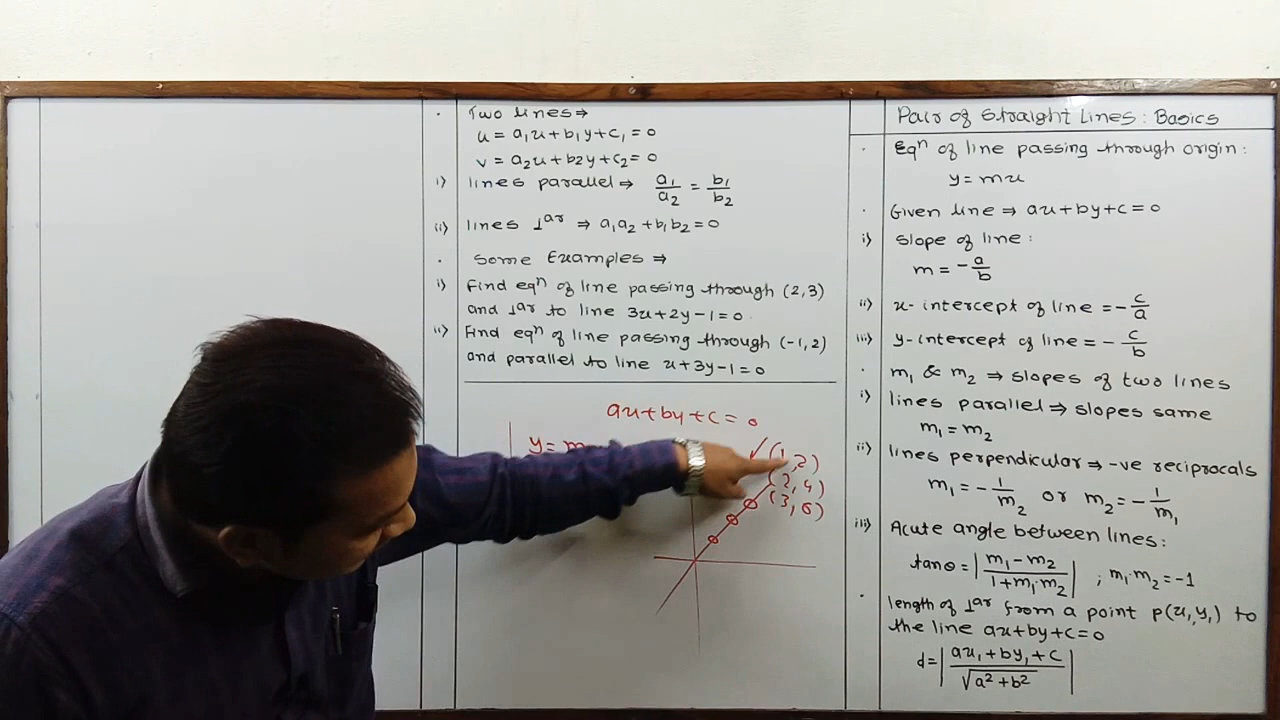 Pair of Straight Lines: Basics
· Eqⁿ of line passing through origin:
y = mx
· Given line ⇒ ax+by+c=0
i) slope of line:
m = -a/b
ii) x-intercept of line = -c/a
iii) y-intercept of line = -c/b
· m₁ & m₂ ⇒ slopes of two lines
i) lines parallel ⇒ slopes same
m₁ = m₂
ii) lines perpendicular ⇒ -ve reciprocals
m₁ = -1/m₂ or m₂ = -1/m₁
iii) Acute angle between lines:
tanθ = |m₁-m₂/1+m₁·m₂| , m₁·m₂=-1
· length of ⊥ar from a point P(x₁,y₁) to
the line ax+by+c=0
d = |ax₁+by₁+c/√a²+b²|
· Two lines ⇒
u = a₁x+b₁y+c₁=0
v = a₂x+b₂y+c₂=0
i) lines parallel ⇒ a₁/a₂ = b₁/b₂
ii) lines ⊥ar ⇒ a₁a₂+b₁b₂=0
· Some Examples ⇒
i) Find eqⁿ of line passing through (2,3)
and ⊥ar to line 3x+2y-1=0.
ii) Find eqⁿ of line passing through (-1,2)
and parallel to line x+3y-1=0
ax+by+c=0
y= m
(1,2)
(2,4)
(3,6)